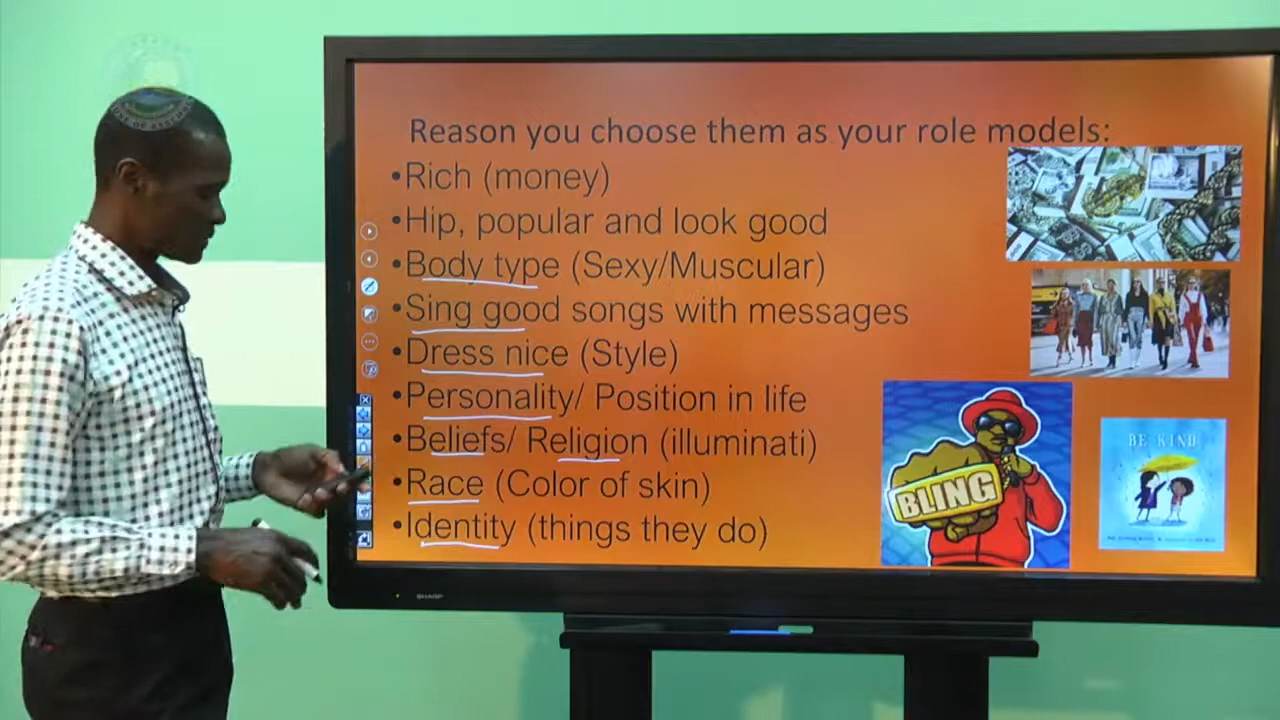 Reason you choose them as your role models:
•Rich (money)
•Hip, popular and look good
•Body type (Sexy/Muscular)
•Sing good songs with messages
•Dress nice (Style)
•Personality/ Position in life
•Beliefs/ Religion (illuminati)
•Race (Color of skin)
•Identity (things they do)
BLING
BE KIND
SHARP